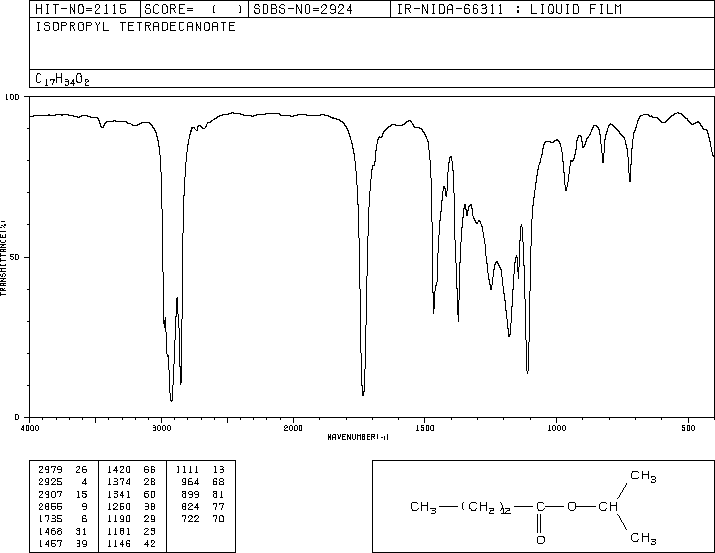 HIT-NO=2115 SCORE= ( ) SDBS-NO=2924 IR-NIDA-66311 : LIQUID FILM
ISOPROPYL TETRADECANOATE
C17H34O2
100
50
0
TRANSMITTANCE(%)
4000 3000 2000 1500 1000 500
WAVENUMBER(-1)
2979 26 1420 66 1111 13
2925 4 1374 28 964 68
2907 15 1341 60 899 81
2855 9 1250 38 824 77
1735 6 1190 29 722 70
1466 31 1181 25
1457 39 1146 42
CH3
CH3—(CH2)12—C—O—CH
O
CH3